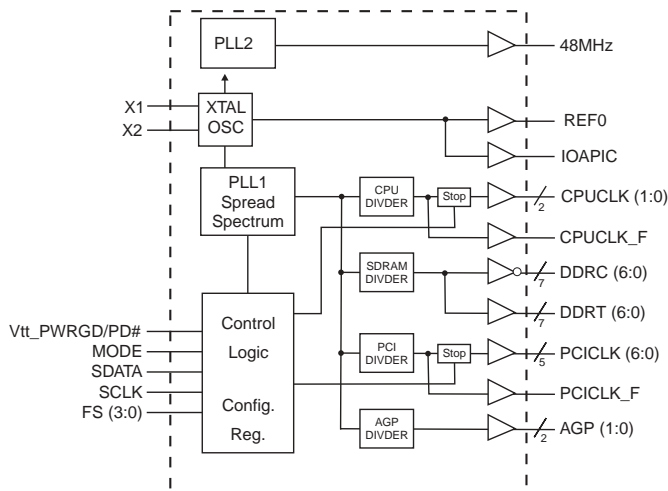 PLL2
48MHz
X1
X2
XTAL
OSC
REF0
IOAPIC
PLL1
Spread
Spectrum
CPU
DIVDER
Stop
2
CPUCLK (1:0)
CPUCLK_F
SDRAM
DIVDER
7
DDRC (6:0)
7
DDRT (6:0)
Vtt_PWRGD/PD#
MODE
SDATA
SCLK
FS (3:0)
Control
Logic
Config.
Reg.
PCI
DIVDER
Stop
5
PCICLK (6:0)
PCICLK_F
AGP
DIVDER
2
AGP (1:0)